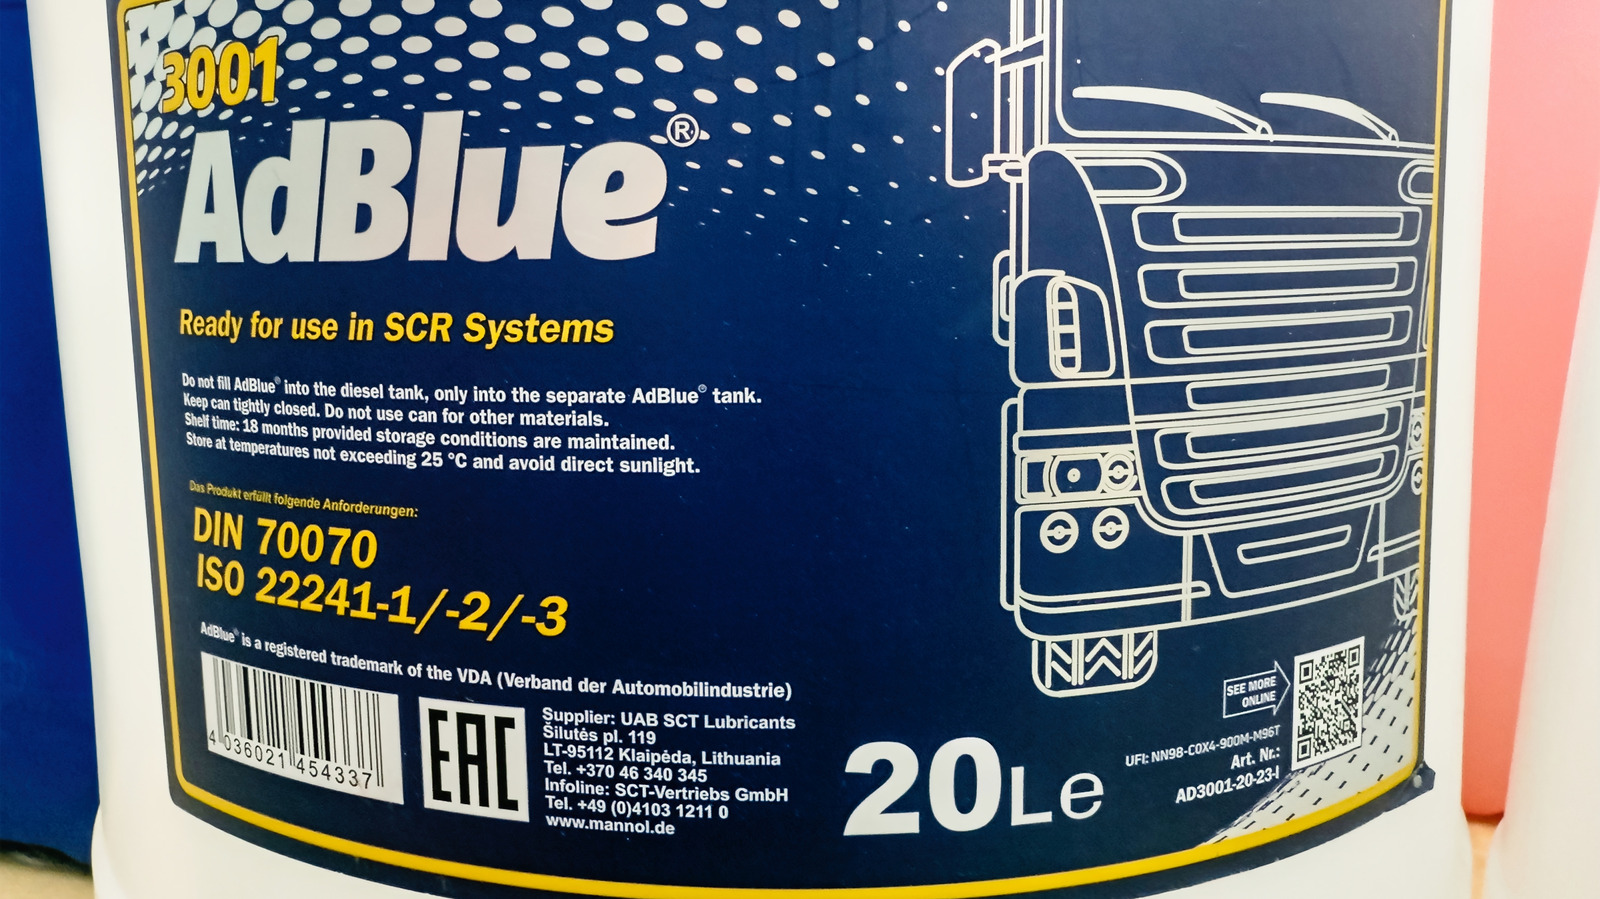 3001
AdBlue®
Ready for use in SCR Systems
Do not fill AdBlue® into the diesel tank, only into the separate AdBlue® tank.
Keep can tightly closed. Do not use can for other materials.
Shelf time: 18 months provided storage conditions are maintained.
Store at temperatures not exceeding 25 °C and avoid direct sunlight.
Das Produkt erfüllt folgende Anforderungen:
DIN 70070
ISO 22241-1/-2/-3
AdBlue® is a registered trademark of the VDA (Verband der Automobilindustrie)
4 036021 454337
EAC
Supplier: UAB SCT Lubricants
Šilutės pl. 119
LT-95112 Klaipėda, Lithuania
Tel. +370 46 340 345
Infoline: SCT-Vertriebs GmbH
Tel. +49 (0)4103 1211 0
www.mannol.de
20Le
SEE MORE
ONLINE
UFI: NN98-C0X4-900M-M96T
Art. Nr.:
AD3001-20-23-I